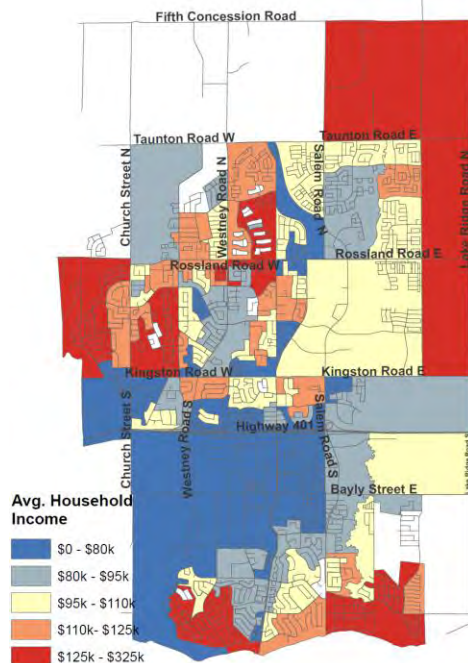 Fifth Concession Road
Taunton Road W
Taunton Road E
Church Street N
Westney Road N
Salem Road N
Lake Ridge Road N
Rossland Road W
Rossland Road E
Kingston Road W
Kingston Road E
Church Street S
Westney Road S
Highway 401
Salem Road S
Bayly Street E
Avg. Household
Income
$0 - $80k
$80k - $95k
$95k - $110k
$110k- $125k
$125k - $325k